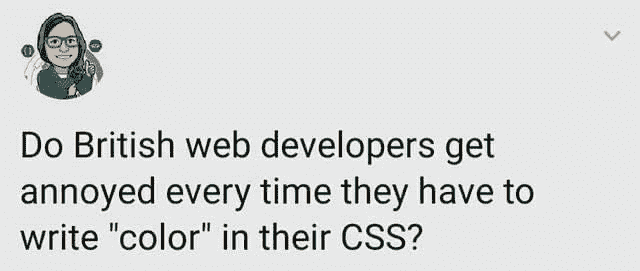 Do British web developers get
annoyed every time they have to
write "color" in their CSS?